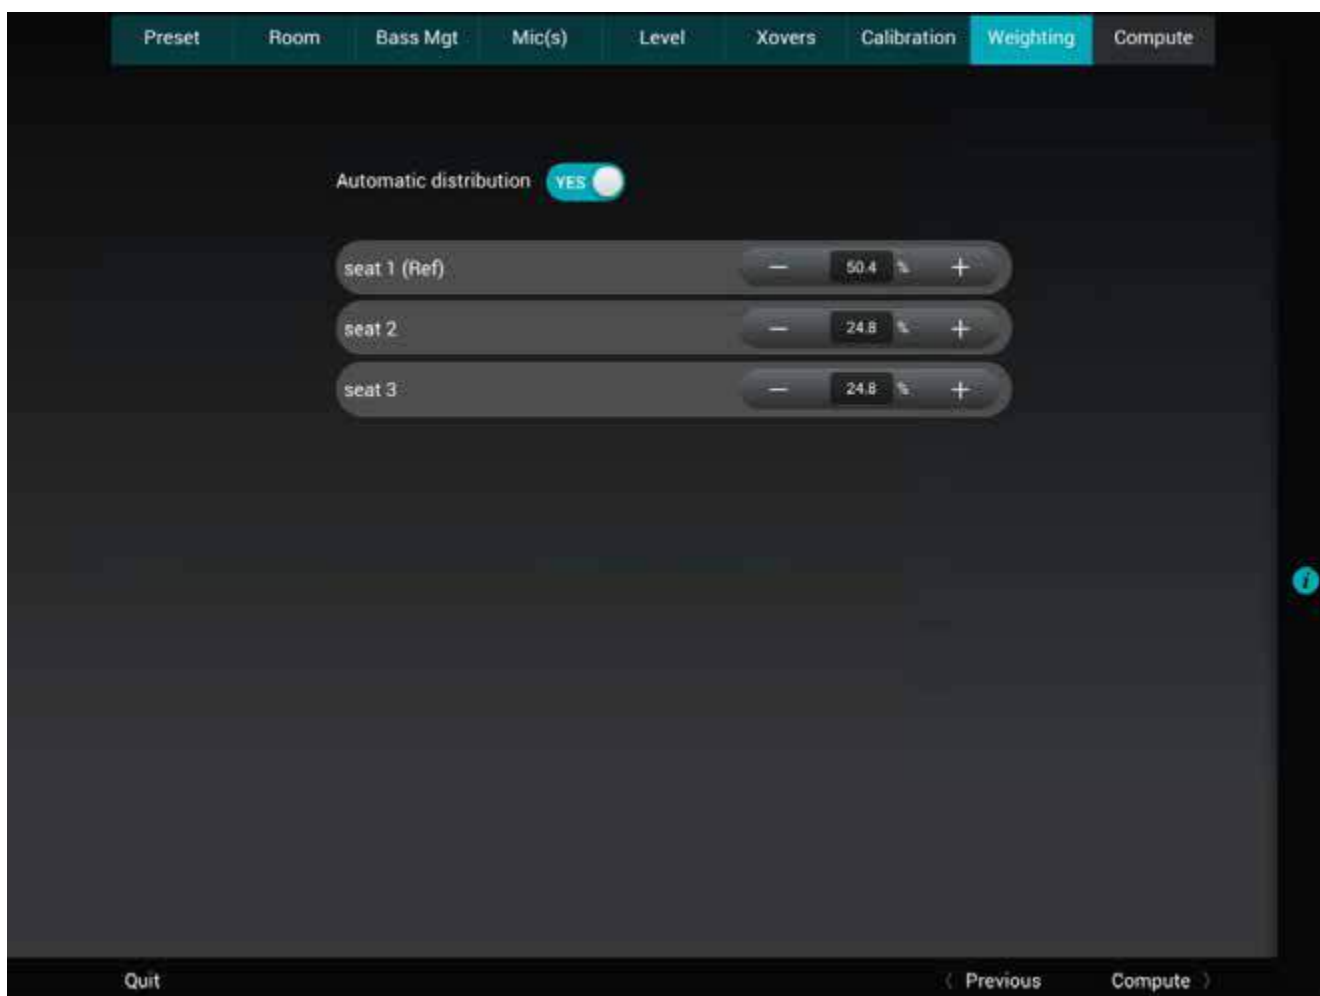 Preset Room Bass Mgt Mic(s) Level Xovers Calibration Weighting Compute
Automatic distribution YES
seat 1 (Ref) − 50.4 % +
seat 2 − 24.8 % +
seat 3 − 24.8 % +
i
Quit 〈 Previous Compute 〉